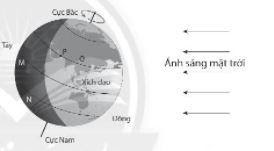 Cực Bắc
Tây
P
Q
M
Ánh sáng mặt trời
Xích đạo
N
Đông
Cực Nam